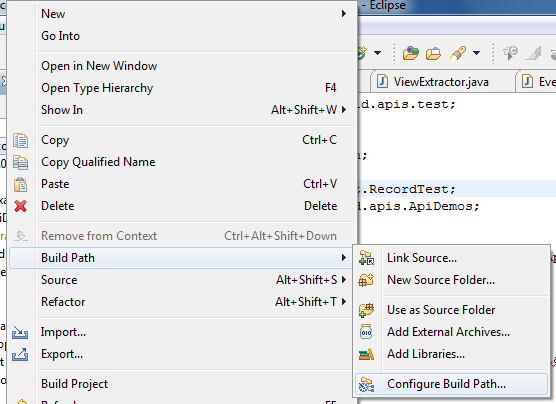 - Eclipse
New
Go Into
Open in New Window
Open Type Hierarchy F4
Show In Alt+Shift+W
Copy Ctrl+C
Copy Qualified Name
Paste Ctrl+V
Delete Delete
Remove from Context Ctrl+Alt+Shift+Down
Build Path
Source Alt+Shift+S
Refactor Alt+Shift+T
Import...
Export...
Build Project
ViewExtractor.java
Eve
d.apis.test;
;
.RecordTest;
d.apis.ApiDemos;
Link Source...
New Source Folder...
Use as Source Folder
Add External Archives...
Add Libraries...
Configure Build Path...